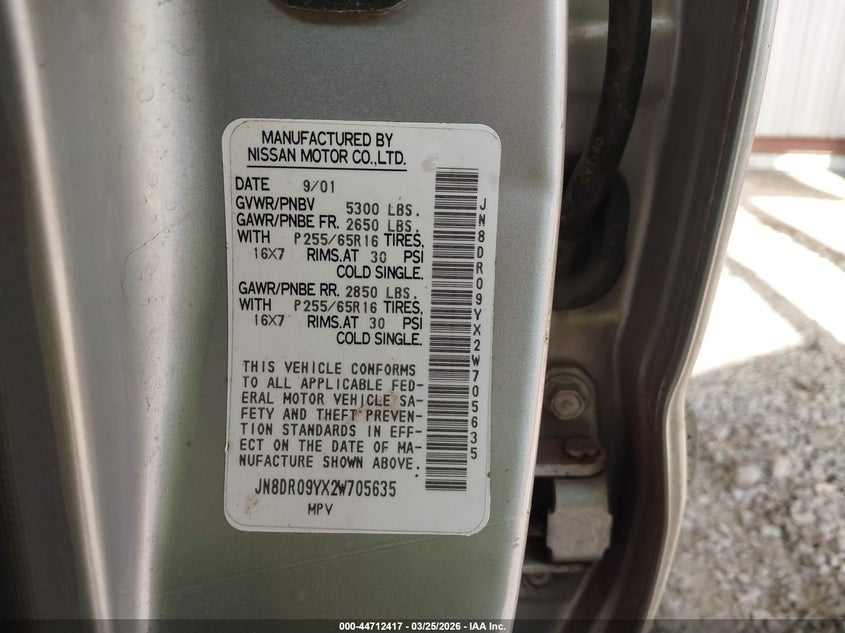 MANUFACTURED BY
NISSAN MOTOR CO.,LTD.
DATE 9/01
GVWR/PNBV 5300 LBS.
GAWR/PNBE FR. 2650 LBS.
WITH P255/65R16 TIRES,
16X7 RIMS.AT 30 PSI
COLD SINGLE.
GAWR/PNBE RR. 2850 LBS.
WITH P255/65R16 TIRES,
16X7 RIMS.AT 30 PSI
COLD SINGLE.
THIS VEHICLE CONFORMS
TO ALL APPLICABLE FED-
ERAL MOTOR VEHICLE SA-
FETY AND THEFT PREVEN-
TION STANDARDS IN EFF-
ECT ON THE DATE OF MA-
NUFACTURE SHOWN ABOVE.
JN8DR09YX2W705635
MPV
JN8DR09YX2W705635
000-44712417 - 03/25/2026 - IAA Inc.